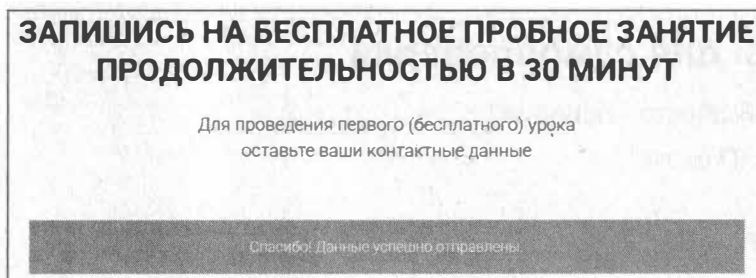 ЗАПИШИСЬ НА БЕСПЛАТНОЕ ПРОБНОЕ ЗАНЯТИЕ
ПРОДОЛЖИТЕЛЬНОСТЬЮ В 30 МИНУТ
Для проведения первого (бесплатного) урока
оставьте ваши контактные данные
Спасибо! Данные успешно отправлены.